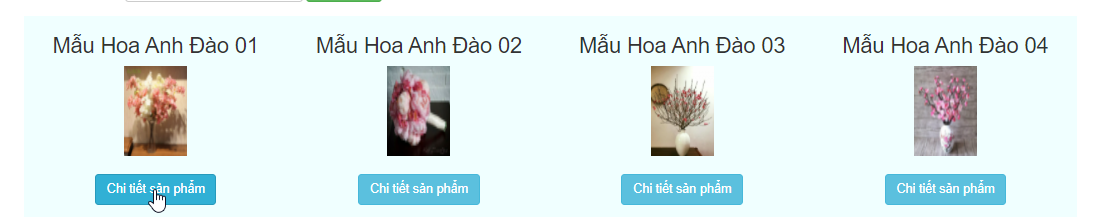 Mẫu Hoa Anh Đào 01
Mẫu Hoa Anh Đào 02
Mẫu Hoa Anh Đào 03
Mẫu Hoa Anh Đào 04
Chi tiết sản phẩm
Chi tiết sản phẩm
Chi tiết sản phẩm
Chi tiết sản phẩm